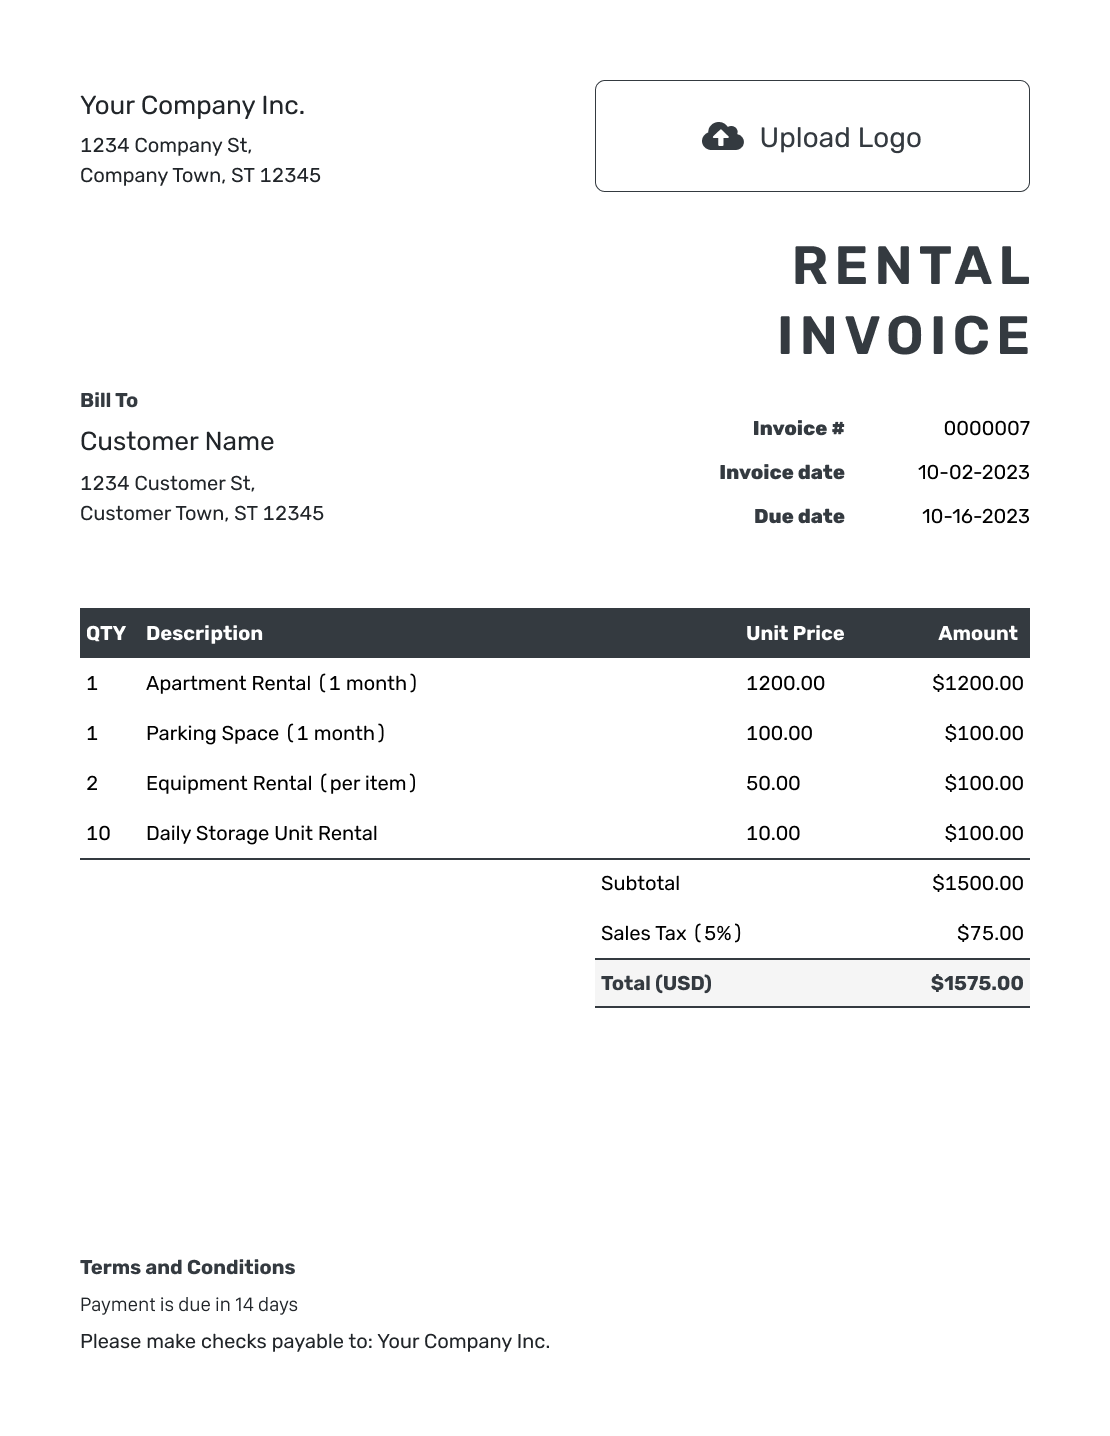 Your Company Inc.
1234 Company St,
Company Town, ST 12345
Upload Logo
RENTAL
INVOICE
Bill To
Customer Name
1234 Customer St,
Customer Town, ST 12345
Invoice # 0000007
Invoice date 10-02-2023
Due date 10-16-2023
QTY Description Unit Price Amount
1 Apartment Rental (1 month) 1200.00 $1200.00
1 Parking Space (1 month) 100.00 $100.00
2 Equipment Rental (per item) 50.00 $100.00
10 Daily Storage Unit Rental 10.00 $100.00
Subtotal $1500.00
Sales Tax (5%) $75.00
Total (USD) $1575.00
Terms and Conditions
Payment is due in 14 days
Please make checks payable to: Your Company Inc.